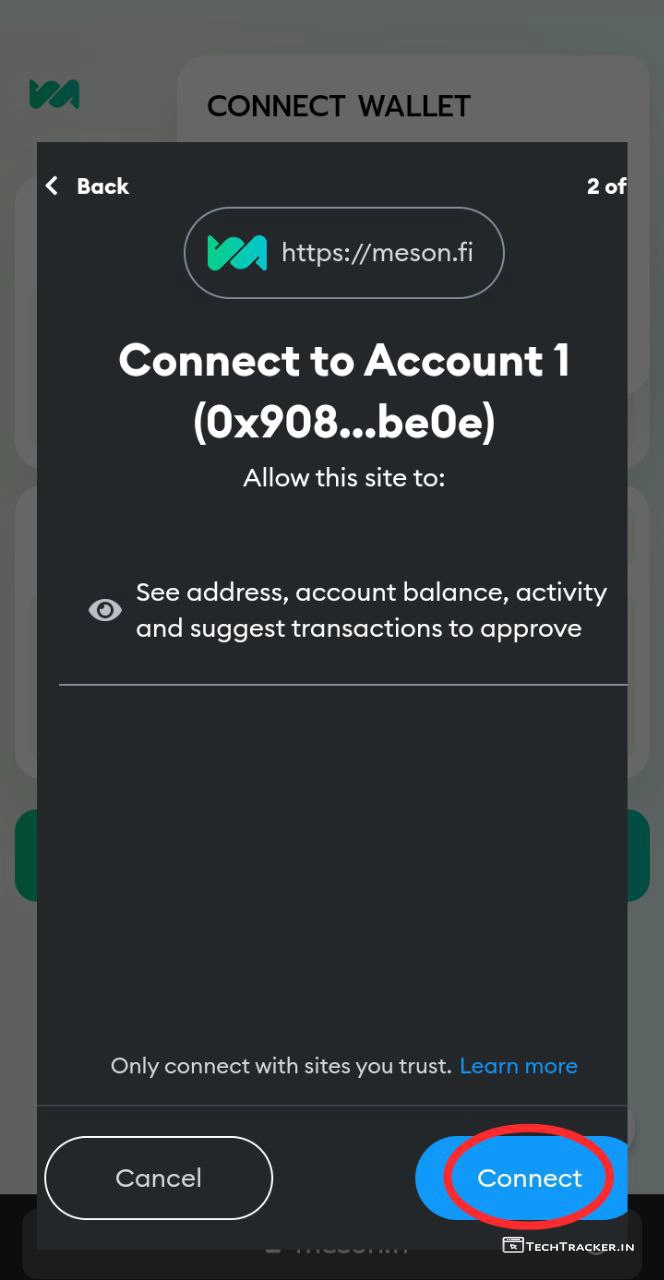 CONNECT WALLET
Back
2 of
https://meson.fi
Connect to Account 1
(0x908...be0e)
Allow this site to:
See address, account balance, activity
and suggest transactions to approve
Only connect with sites you trust. Learn more
Cancel
Connect
TECHTRACKER.IN